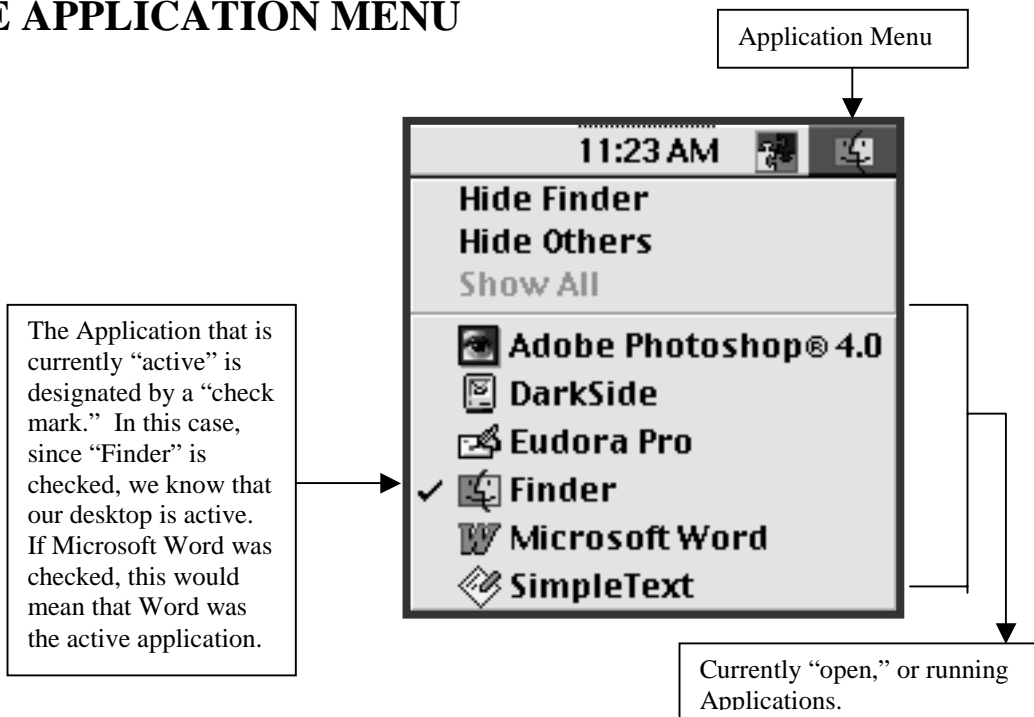 E APPLICATION MENU
Application Menu
11:23 AM
Hide Finder
Hide Others
Show All
Adobe Photoshop® 4.0
DarkSide
Eudora Pro
✓ Finder
Microsoft Word
SimpleText
The Application that is
currently “active” is
designated by a “check
mark.” In this case,
since “Finder” is
checked, we know that
our desktop is active.
If Microsoft Word was
checked, this would
mean that Word was
the active application.
Currently “open,” or running
Applications.